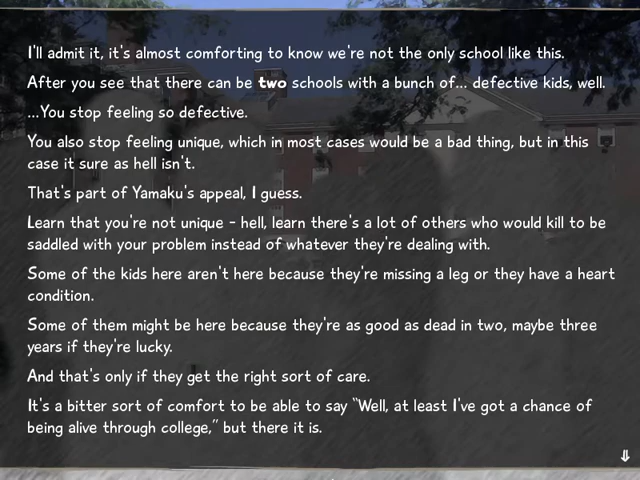 I'll admit it, it's almost comforting to know we're not the only school like this.
After you see that there can be two schools with a bunch of... defective kids, well.
...You stop feeling so defective.
You also stop feeling unique, which in most cases would be a bad thing, but in this
case it sure as hell isn't.
That's part of Yamaku's appeal, I guess.
Learn that you're not unique - hell, learn there's a lot of others who would kill to be
saddled with your problem instead of whatever they're dealing with.
Some of the kids here aren't here because they're missing a leg or they have a heart
condition.
Some of them might be here because they're as good as dead in two, maybe three
years if they're lucky.
And that's only if they get the right sort of care.
It's a bitter sort of comfort to be able to say "Well, at least I've got a chance of
being alive through college," but there it is.